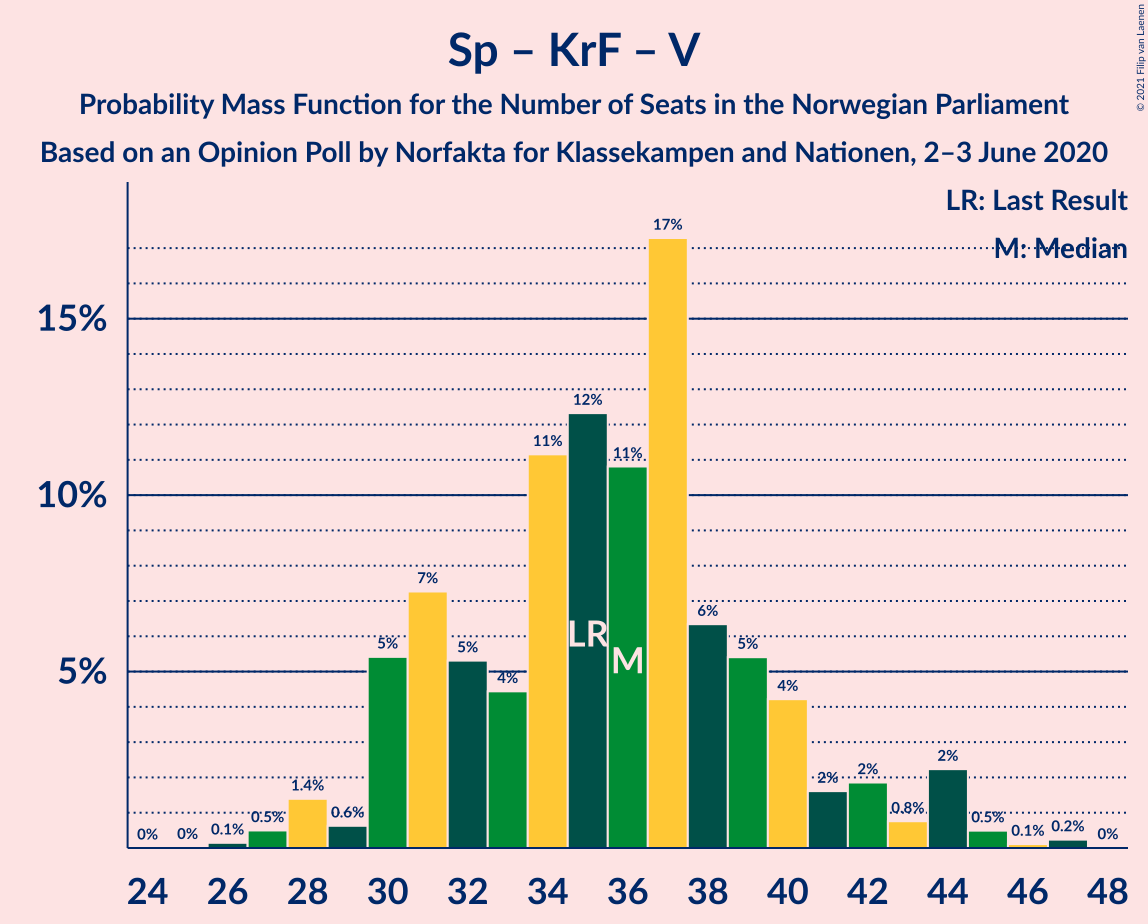 Sp – KrF – V
Probability Mass Function for the Number of Seats in the Norwegian Parliament
Based on an Opinion Poll by Norfakta for Klassekampen and Nationen, 2–3 June 2020
© 2021 Filip van Laenen
LR: Last Result
M: Median
15%
10%
5%
0% 0% 0.1% 0.5% 1.4% 0.6% 5% 7% 5% 4% 11% 12% 11% 17% 6% 5% 4% 2% 2% 0.8% 2% 0.5% 0.1% 0.2% 0%
LR
M
24 26 28 30 32 34 36 38 40 42 44 46 48